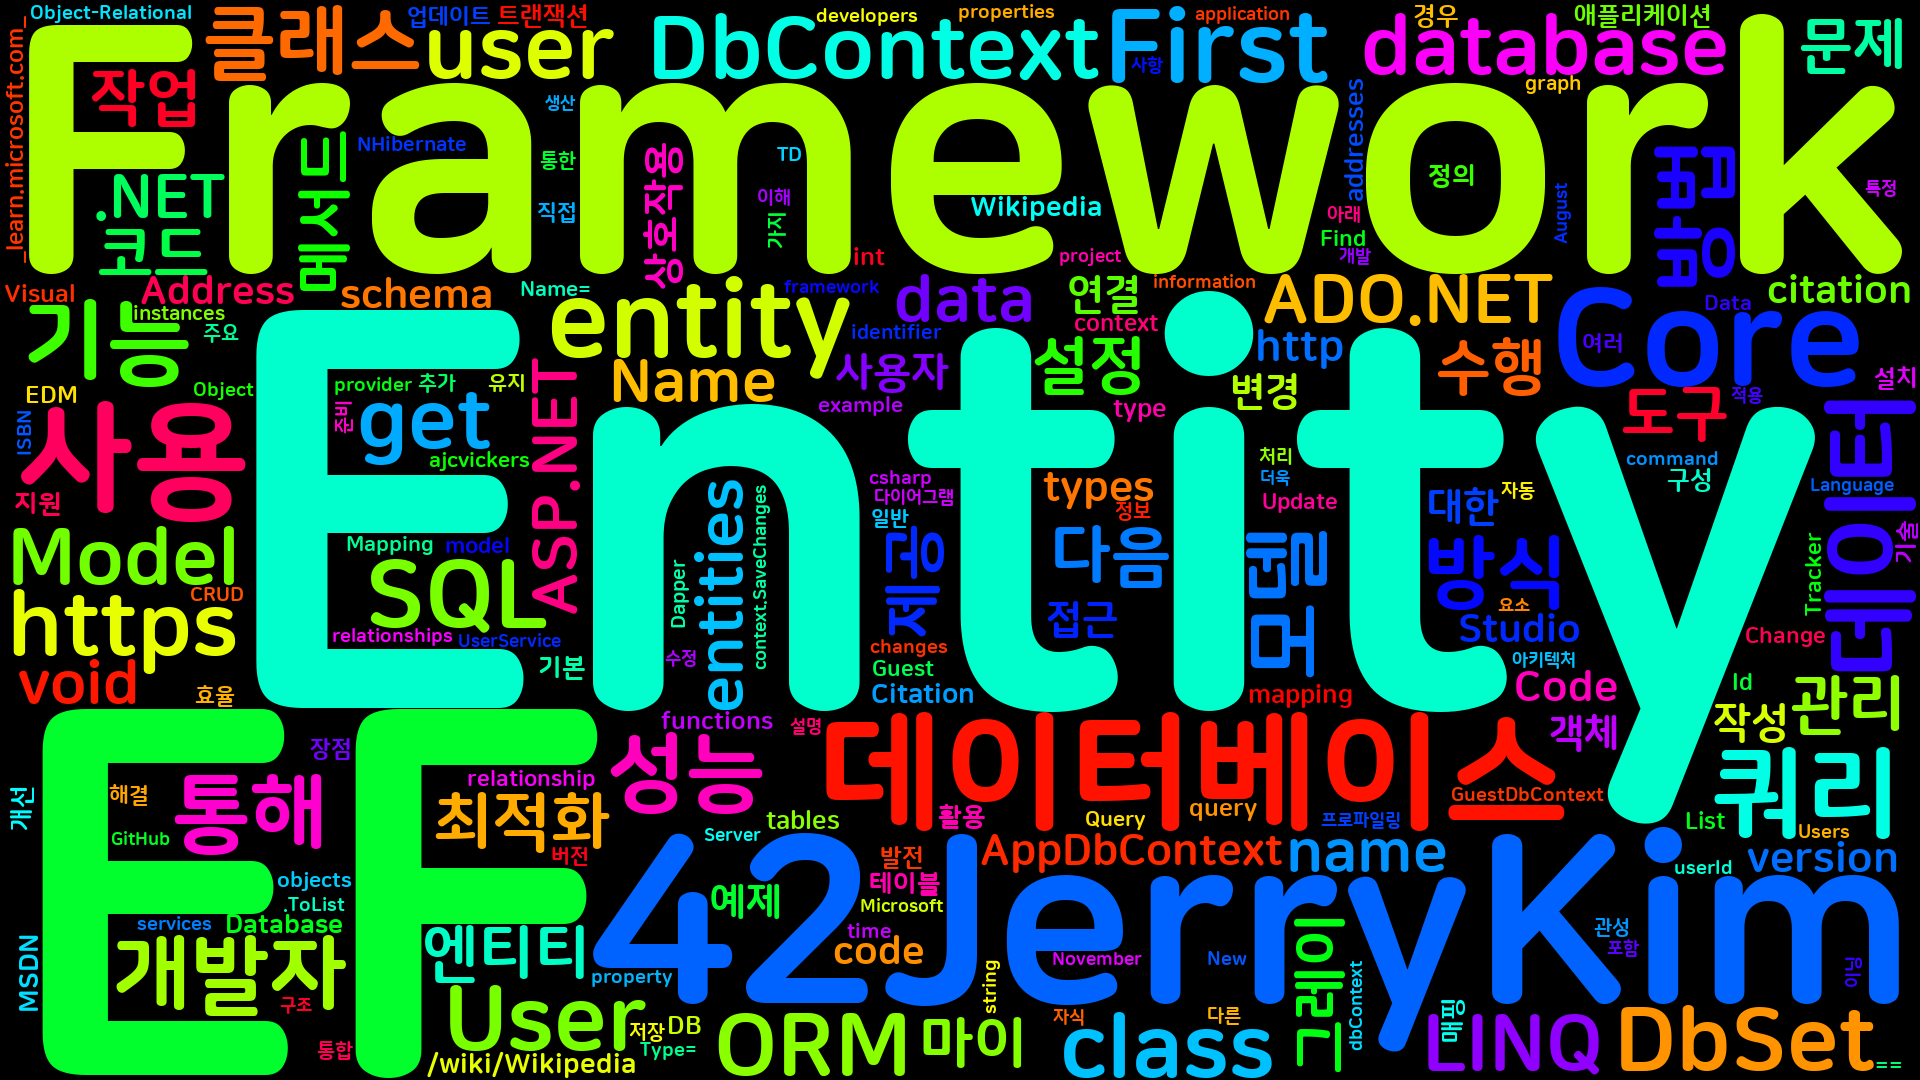 Object-Relational
업데이트
트랜잭션
developers
properties
application
경우
애플리케이션
_learn.microsoft.com_
클래스
user
DbContext
First
사항
database
문제
작업
Framework
graph
생산
addresses
NHibernate
메서드
통한
상호작용
TD
정의
방법
.NET
이해
Wikipedia
특정
직접
가지
아래
August
코드
Find
int
project
개발
Visual
Address
schema
Name=
framework
data
연결
information
ADO.NET
Core
Data
citation
instances
기능
주요
entity
identifier
context
http
여러
사용자
설정
수행
EDM
Object
provider
추가
유지
Name
변경
설치
ISBN
준비
get
ASP.NET
example
type
도구
적용
데이터
사용
Entity
ajcvickers
처리
command
지원
csharp
더욱
구성
Language
다이어그램
types
정보
Update
대한
자동
일반
Model
Mapping
model
SQL
Dapper
entities
context.SaveChanges
제공
다음
모델
방식
Tracker
기술
CRUD
https
접근
요소
Studio
relationships
UserService
Change
changes
void
수정
기본
Guest
아키텍처
효율
Citation
mapping
Code
Id
관리
EF
functions
설명
데이터베이스
객체
작성
장점
성능
쿼리
relationship
개선
해결
통해
최적화
활용
Query
query
GuestDbContext
tables
프로파일링
List
Users
GitHub
Server
버전
발전
AppDbContext
name
version
테이블
userId
objects
.ToList
예제
Microsoft
42JerryKim
services
Database
time
관성
MSDN
개발자
엔티티
code
November
New
그레이
포함
이닝
property
string
dbContext
매핑
구조
User
저장
DB
ORM
마이
자식
class
다른
LINQ
DbSet
통합
/wiki/Wikipedia
Type=
==